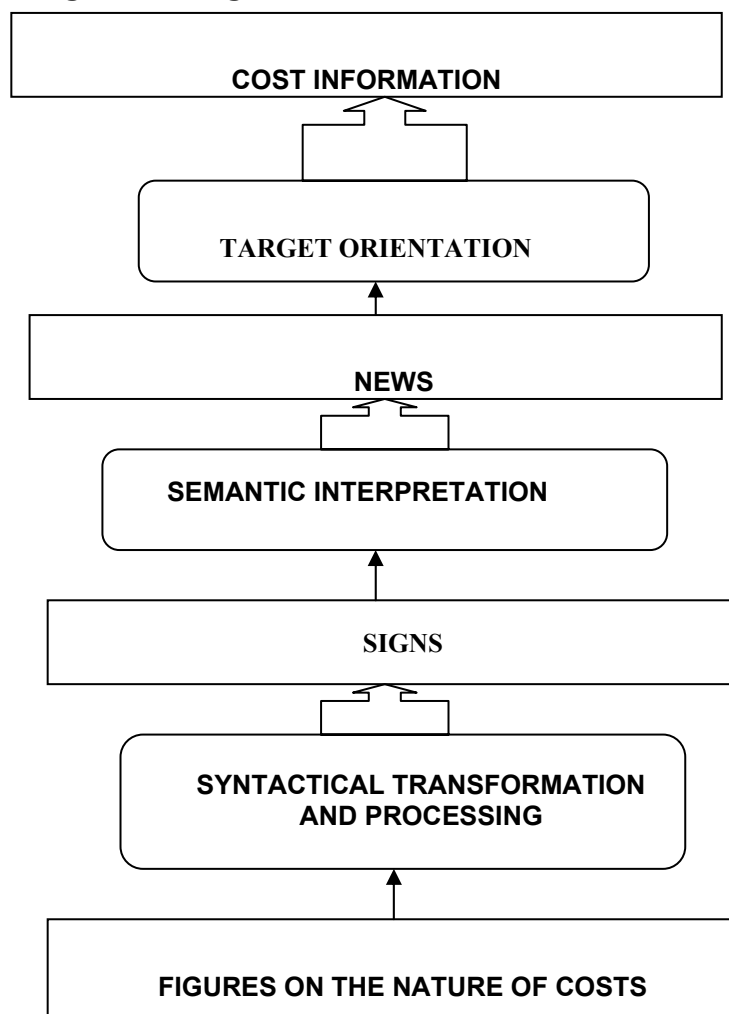 COST INFORMATION
TARGET ORIENTATION
NEWS
SEMANTIC INTERPRETATION
SIGNS
SYNTACTICAL TRANSFORMATION
AND PROCESSING
FIGURES ON THE NATURE OF COSTS